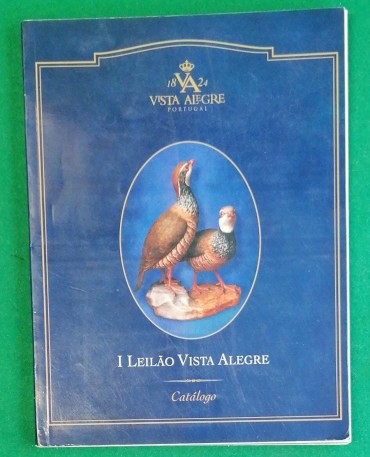 18 VA 24
VISTA ALEGRE
PORTUGAL
I LEILÃO VISTA ALEGRE
Catálogo